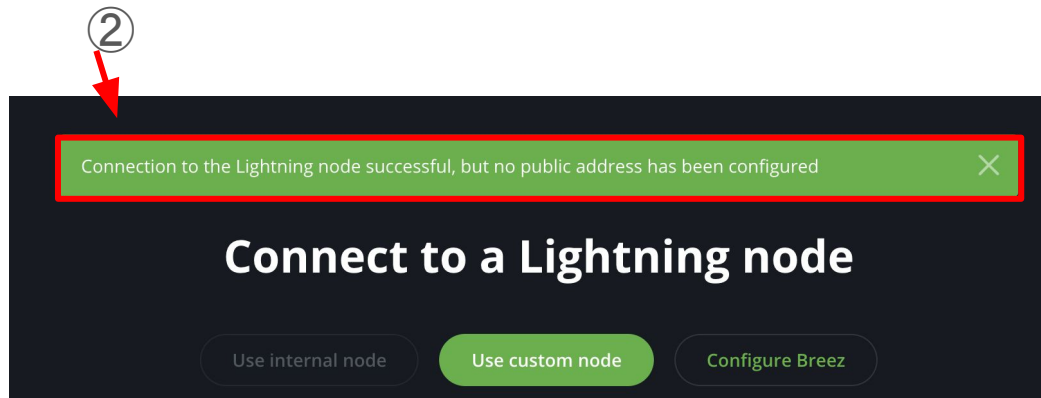 ②
Connection to the Lightning node successful, but no public address has been configured
Connect to a Lightning node
Use internal node Use custom node Configure Breez